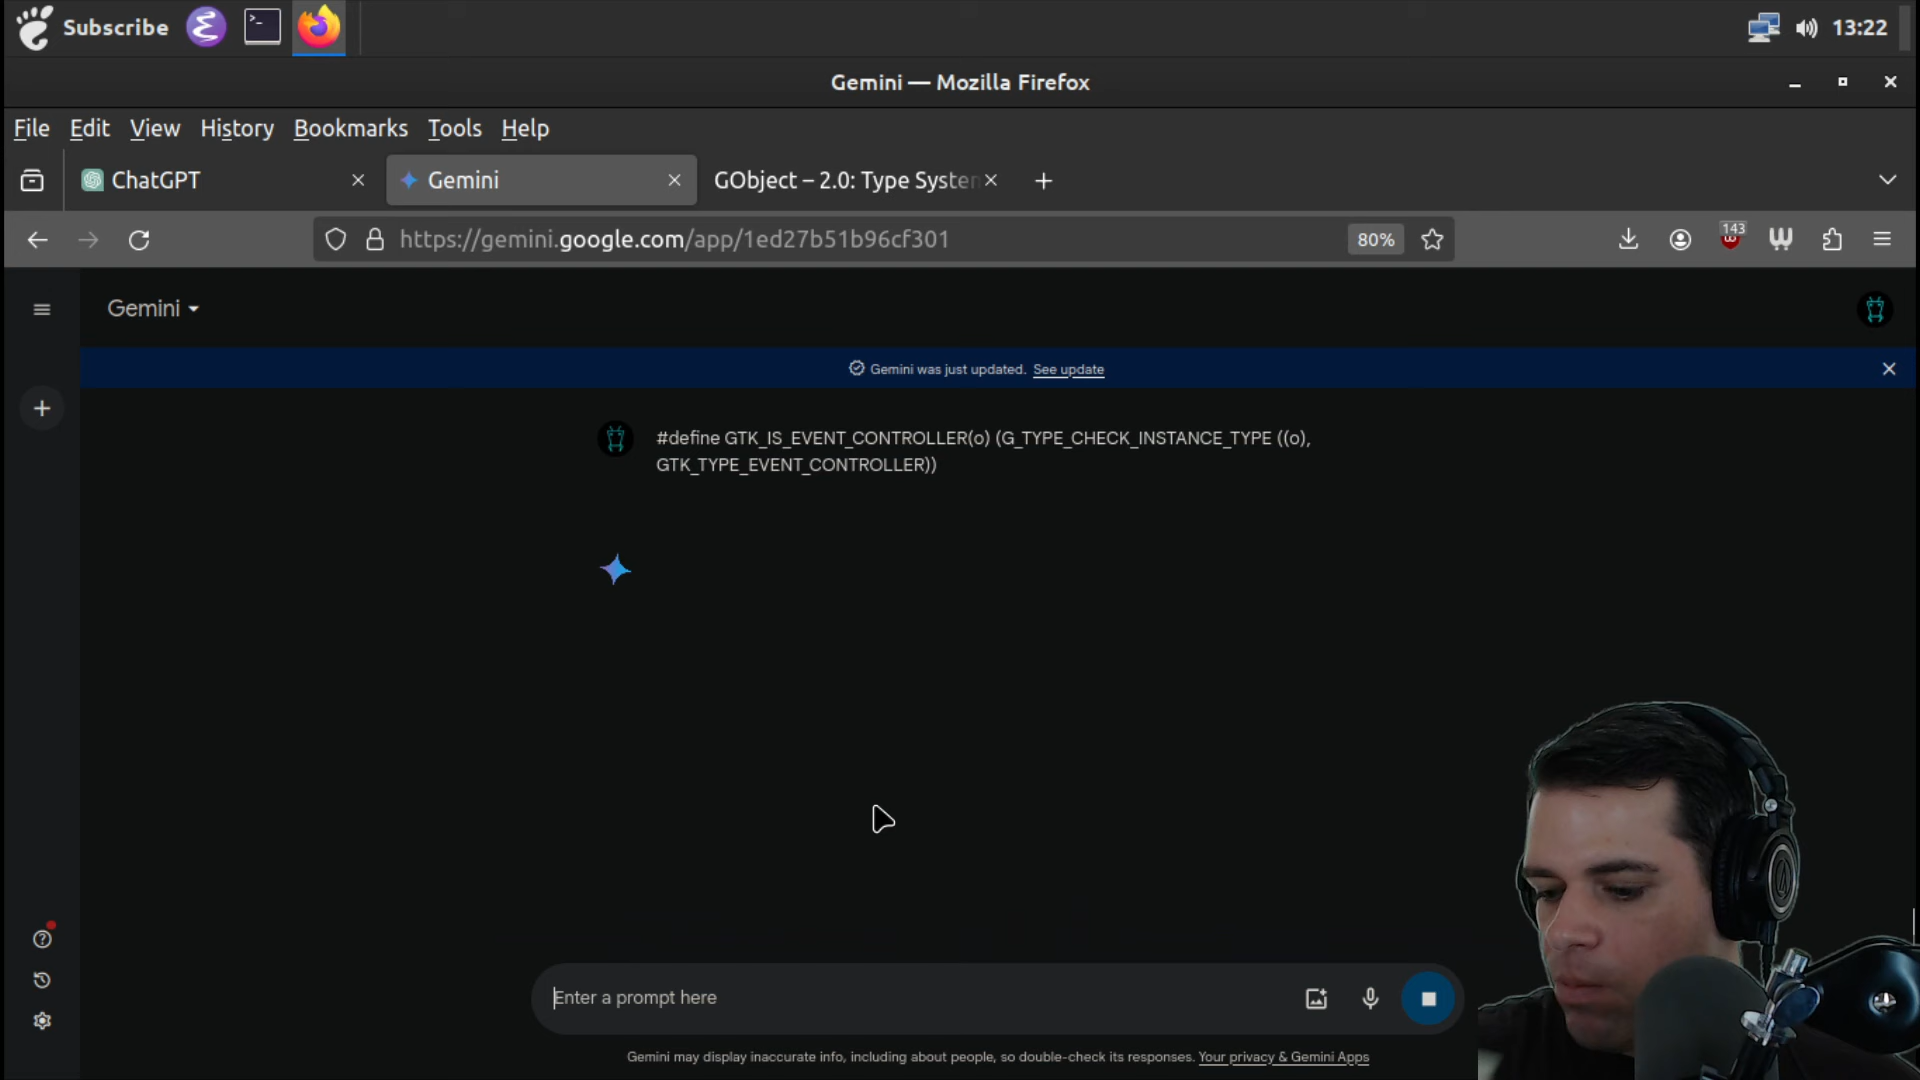 Subscribe
13:22
Gemini — Mozilla Firefox
File Edit View History Bookmarks Tools Help
ChatGPT
Gemini
GObject – 2.0: Type System
https://gemini.google.com/app/1ed27b51b96cf301
80%
143
Gemini
Gemini was just updated. See update
#define GTK_IS_EVENT_CONTROLLER(o) (G_TYPE_CHECK_INSTANCE_TYPE ((o),
GTK_TYPE_EVENT_CONTROLLER))
Enter a prompt here
Gemini may display inaccurate info, including about people, so double-check its responses. Your privacy & Gemini Apps